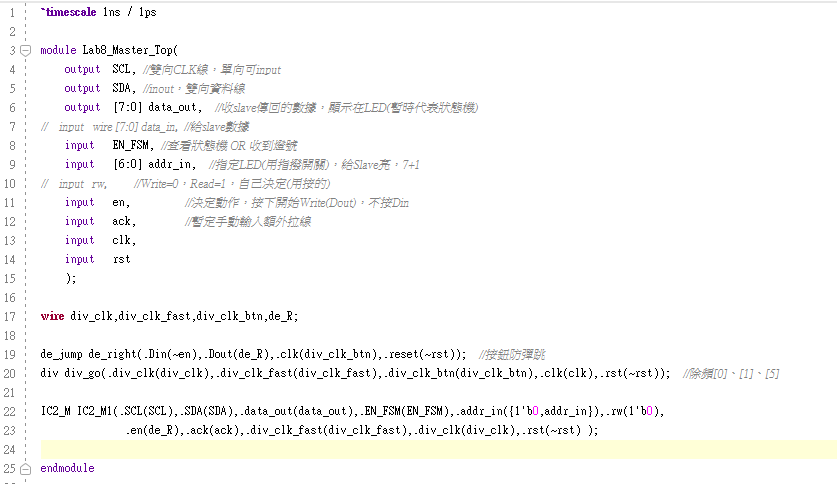 1 `timescale 1ns / 1ps
2
3 module Lab8_Master_Top(
4 output SCL, //雙向CLK線，單向可input
5 output SDA, //inout，雙向資料線
6 output [7:0] data_out, //收slave傳回的數據，顯示在LED(暫時代表狀態機)
7 // input wire [7:0] data_in, //給slave數據
8 input EN_FSM, //查看狀態機 OR 收到燈號
9 input [6:0] addr_in, //指定LED(用指撥開關)，給Slave亮，7+1
10 // input rw, //Write=0，Read=1，自己決定(用按的)
11 input en, //決定動作，按下開始Write(Dout)，不接Din
12 input ack, //暫定手動輸入額外拉線
13 input clk,
14 input rst
15 );
16
17 wire div_clk,div_clk_fast,div_clk_btn,de_R;
18
19 de_jump de_right(.Din(~en),.Dout(de_R),.clk(div_clk_btn),.reset(~rst)); //按鈕防彈跳
20 div div_go(.div_clk(div_clk),.div_clk_fast(div_clk_fast),.div_clk_btn(div_clk_btn),.clk(clk),.rst(~rst)); //除頻[0]、[1]、[5]
21
22 IC2_M IC2_M1(.SCL(SCL),.SDA(SDA),.data_out(data_out),.EN_FSM(EN_FSM),.addr_in({1'b0,addr_in}),.rw(1'b0),
23 .en(de_R),.ack(ack),.div_clk_fast(div_clk_fast),.div_clk(div_clk),.rst(~rst) );
24
25 endmodule